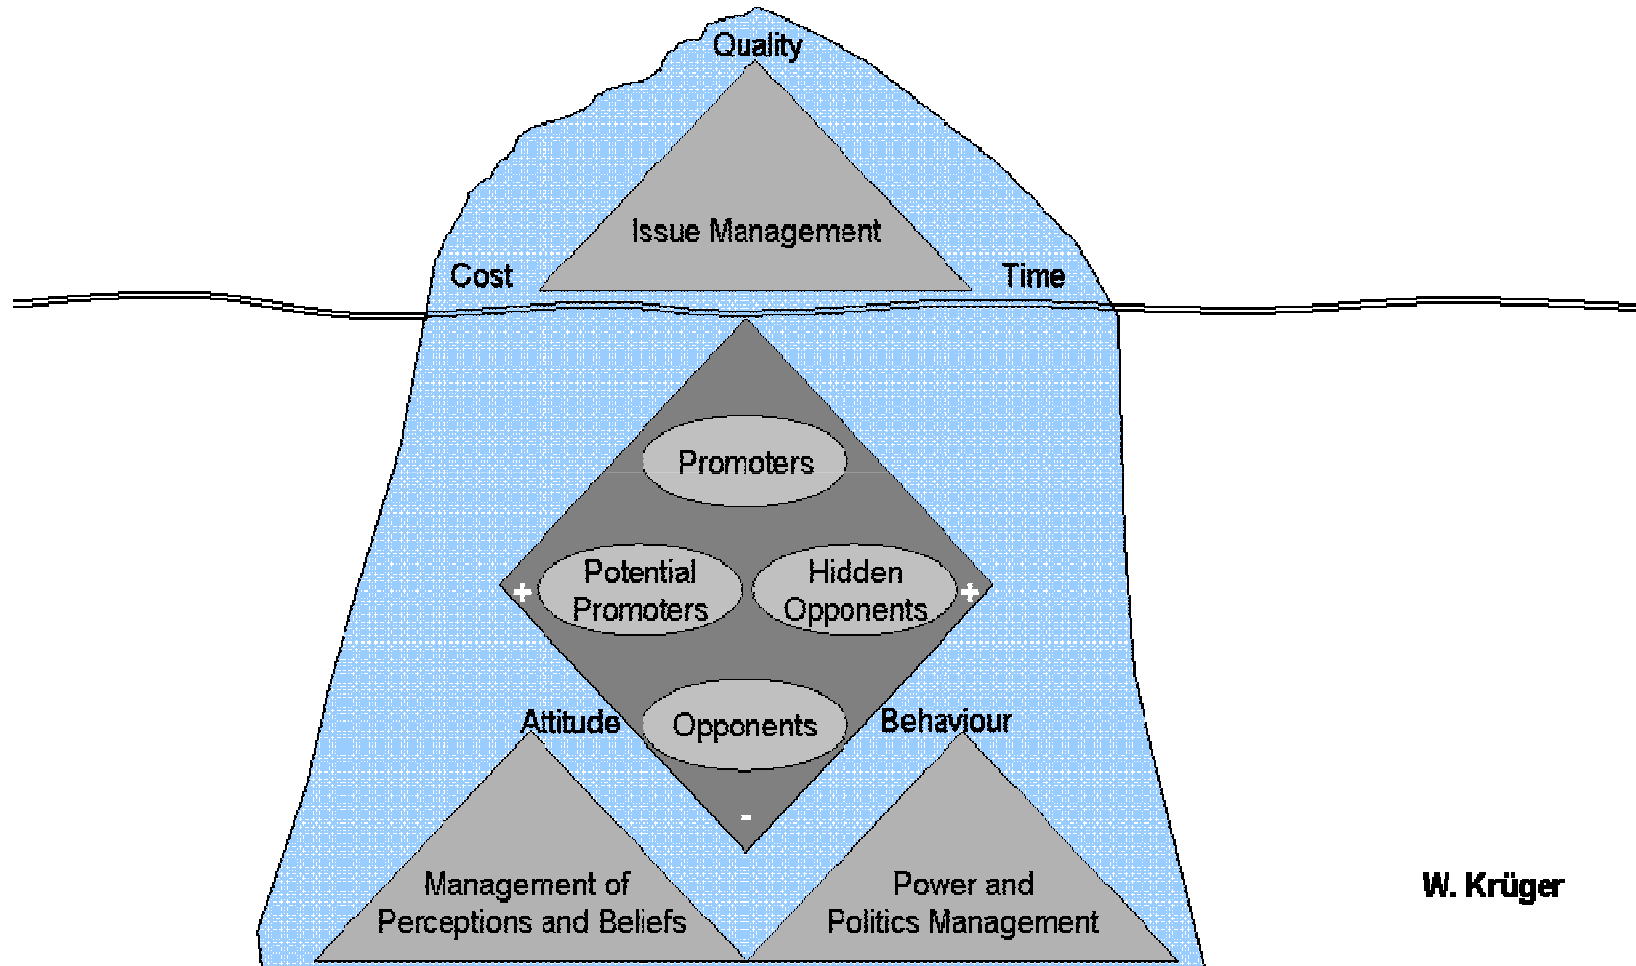 Quality
Issue Management
Cost
Time
Promoters
Potential
Promoters
Hidden
Opponents
+
+
Attitude
Opponents
Behaviour
-
Management of
Perceptions and Beliefs
Power and
Politics Management
W. Krüger